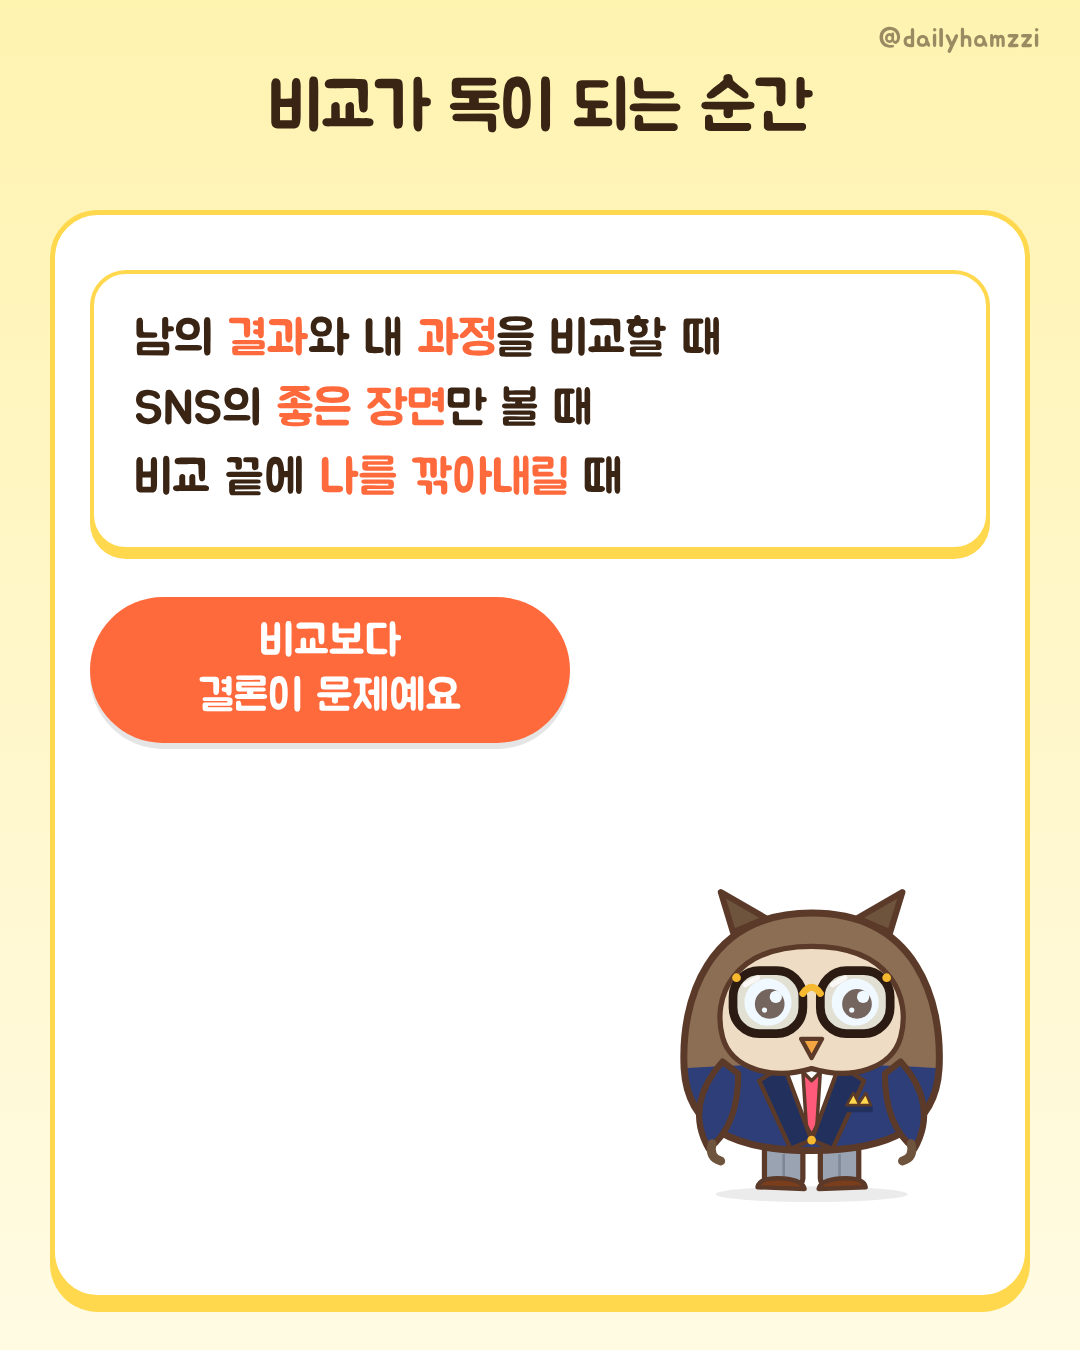 @dailyhamzzi
비교가 독이 되는 순간
남의 결과와 내 과정을 비교할 때
SNS의 좋은 장면만 볼 때
비교 끝에 나를 깎아내릴 때
비교보다
결론이 문제예요